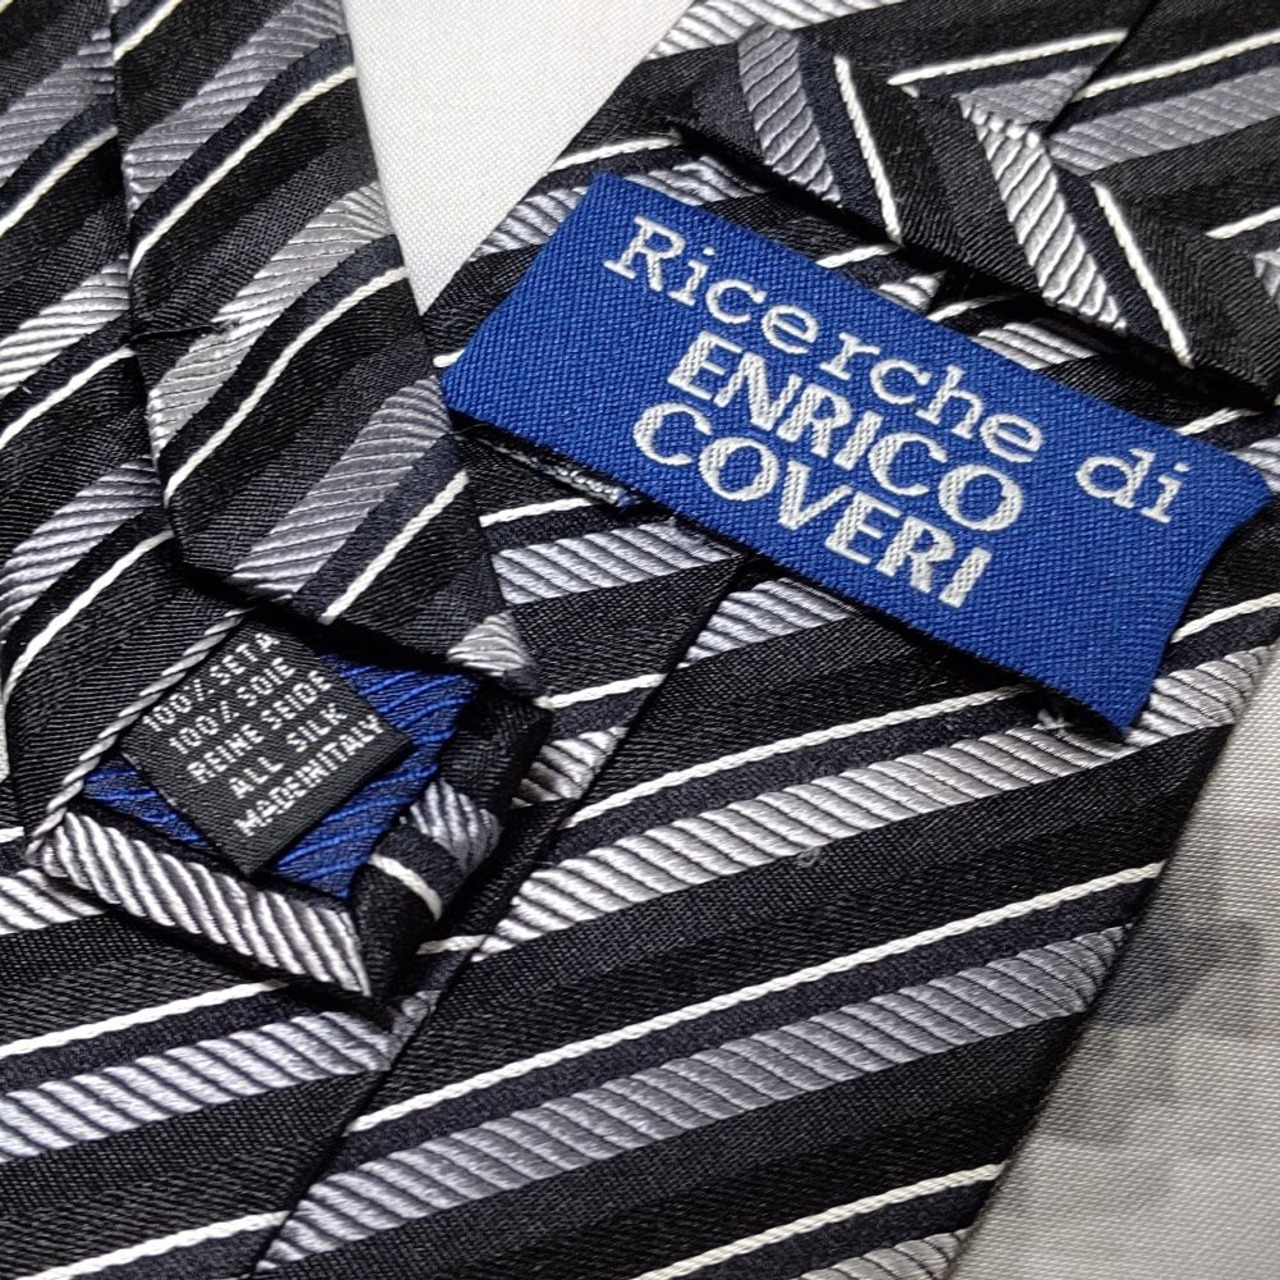 Ricerche di
ENRICO
COVERI
100% SETA
100% SOIE
REINE SEIDE
ALL SILK
MADE IN ITALY